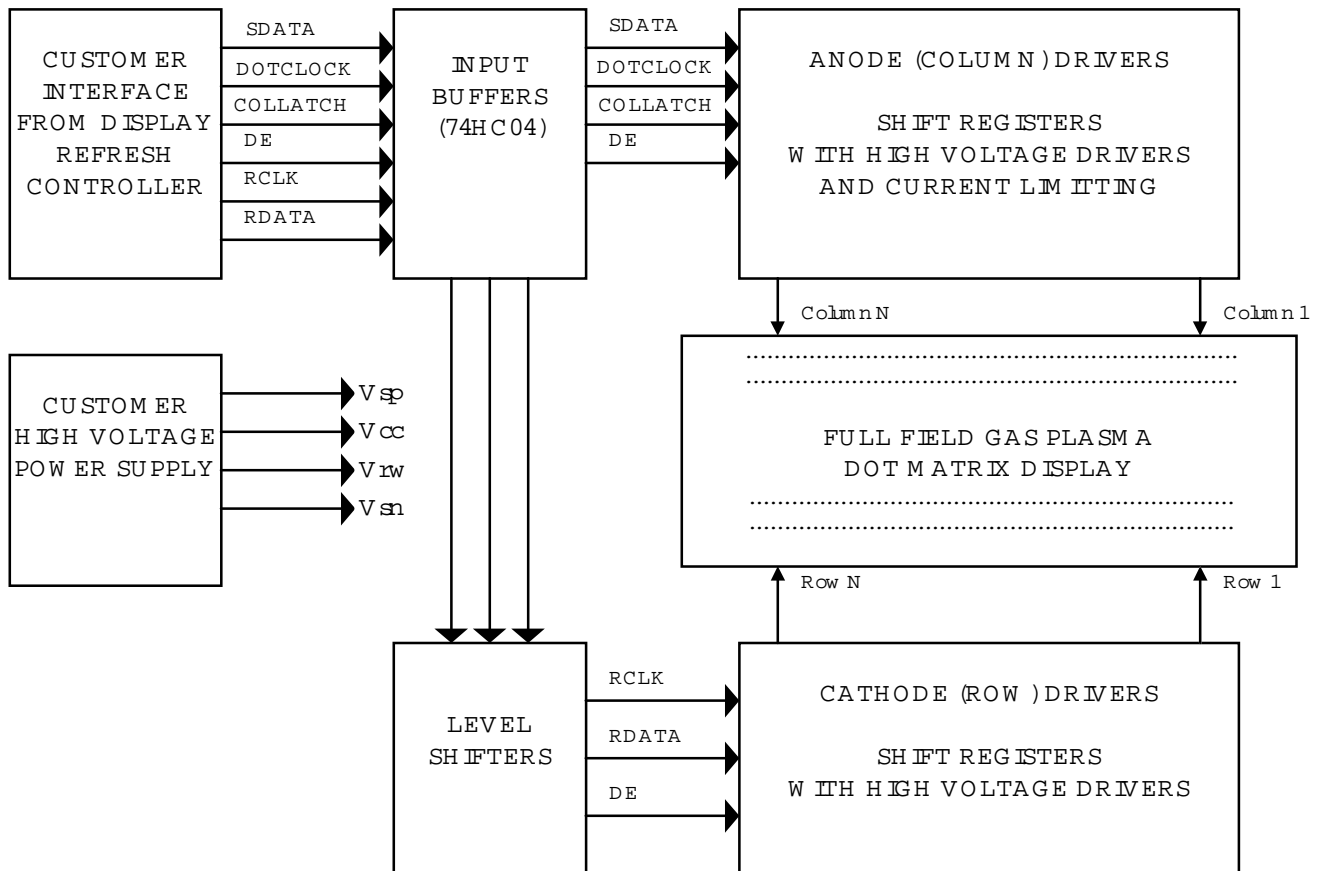 CUSTOMER
INTERFACE
FROM DISPLAY
REFRESH
CONTROLLER
SDATA
DOTCLOCK
COLLATCH
DE
RCLK
RDATA
INPUT
BUFFERS
(74HC04)
SDATA
DOTCLOCK
COLLATCH
DE
ANODE (COLUMN) DRIVERS
SHIFT REGISTERS
WITH HIGH VOLTAGE DRIVERS
AND CURRENT LIMITTING
Column N
Column 1
CUSTOMER
HIGH VOLTAGE
POWER SUPPLY
Vsp
Vcc
Vrw
Vsn
FULL FIELD GAS PLASMA
DOT MATRIX DISPLAY
Row N
Row 1
LEVEL
SHIFTERS
RCLK
RDATA
DE
CATHODE (ROW) DRIVERS
SHIFT REGISTERS
WITH HIGH VOLTAGE DRIVERS